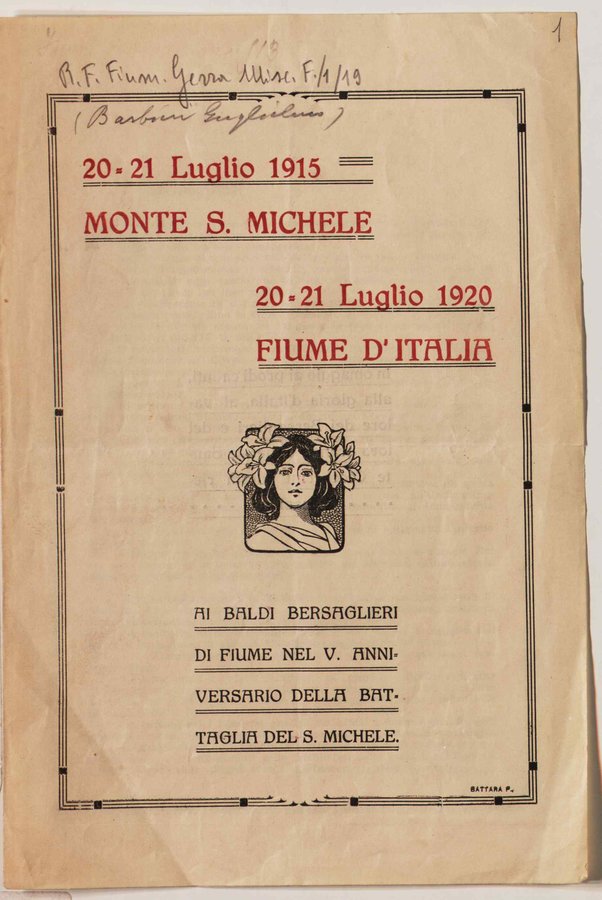 1
R. F. Fium. Gerra Misc. F./1/19
(Barbieri Guglielmo)
20-21 Luglio 1915
MONTE S. MICHELE
20-21 Luglio 1920
FIUME D'ITALIA
AI BALDI BERSAGLIERI
DI FIUME NEL V. ANNI-
VERSARIO DELLA BAT-
TAGLIA DEL S. MICHELE.
BATTARA P.